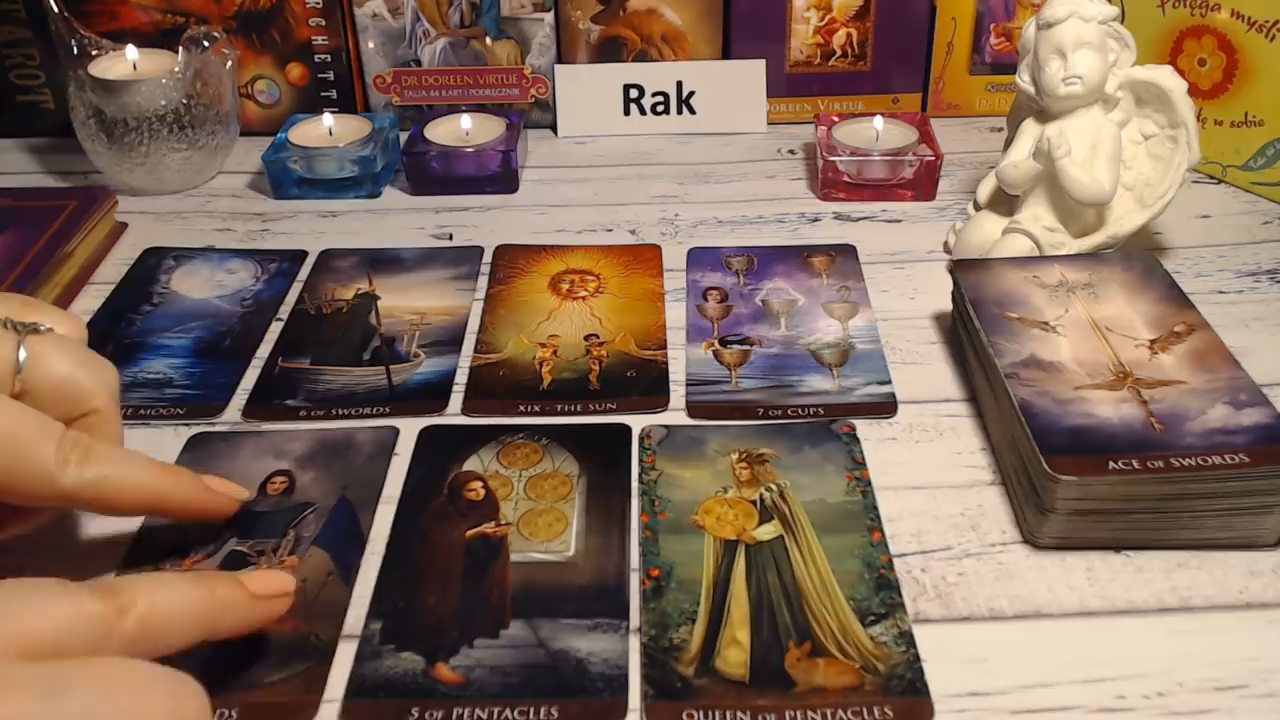 TAROT
DR DOREEN VIRTUE
TALIA 44 KART I PODRĘCZNIK
Rak
DOREEN VIRTUE
Potęga myśli
w sobie
THE MOON
6 OF SWORDS
XIX - THE SUN
7 OF CUPS
ACE OF SWORDS
5 OF PENTACLES
QUEEN OF PENTACLES